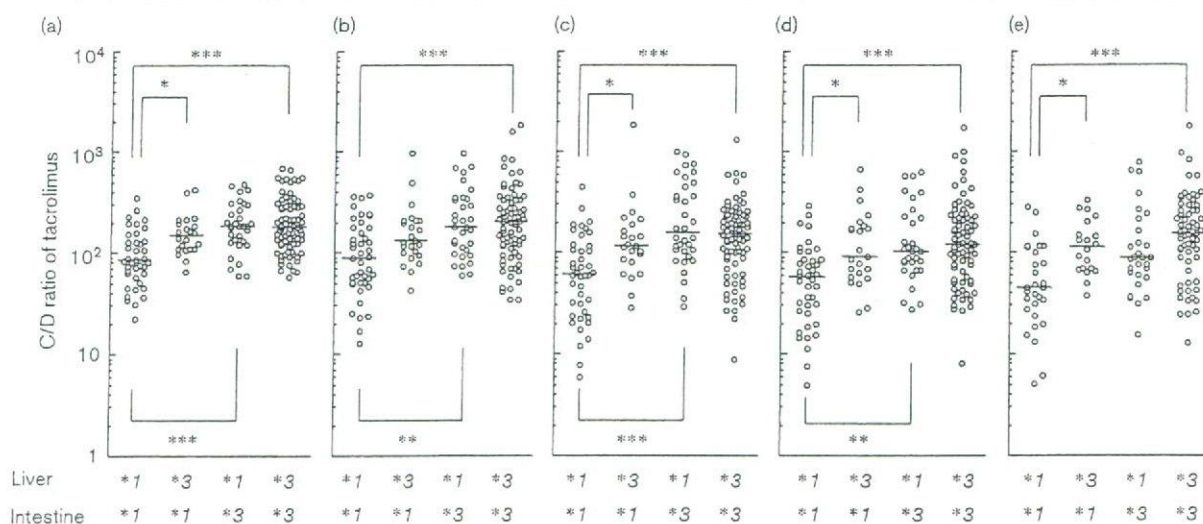 (a) (b) (c) (d) (e)
*** *** *** *** ***
* * * *
10⁴
10³
10²
10
1
C/D ratio of tacrolimus
*** ** *** **
Liver *1 *3 *1 *3 *1 *3 *1 *3 *1 *3 *1 *3 *1 *3 *1 *3 *1 *3 *1 *3
Intestine *1 *1 *3 *3 *1 *1 *3 *3 *1 *1 *3 *3 *1 *1 *3 *3 *1 *1 *3 *3